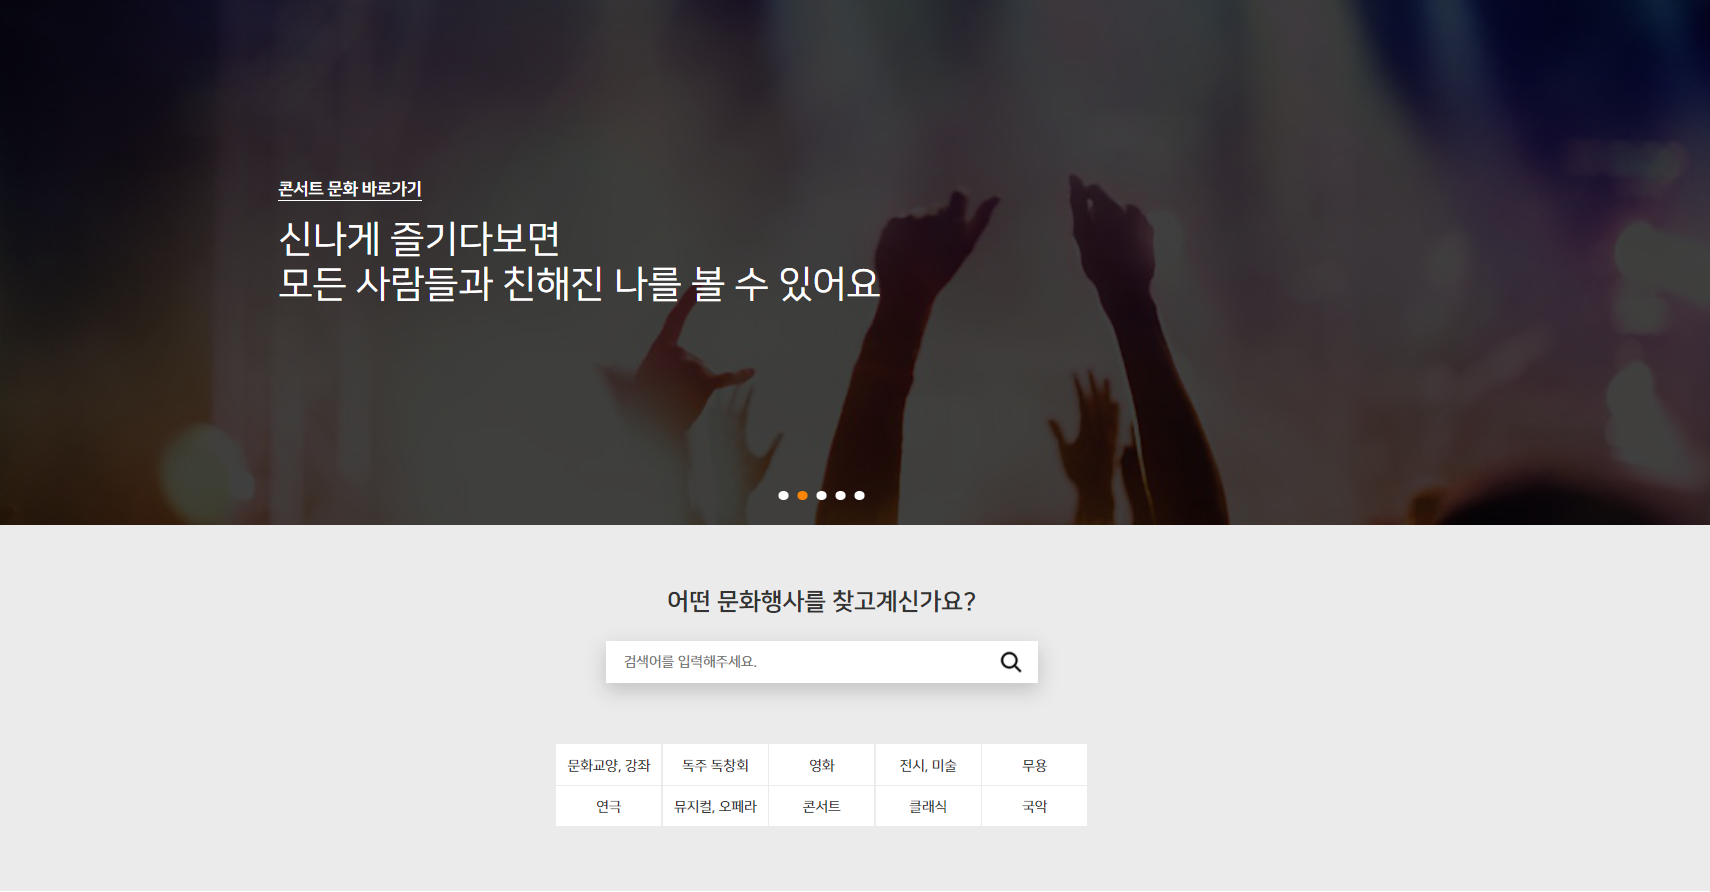 콘서트 문화 바로가기
신나게 즐기다보면
모든 사람들과 친해진 나를 볼 수 있어요
어떤 문화행사를 찾고계신가요?
검색어를 입력해주세요.
문화교양, 강좌 독주 독창회 영화 전시, 미술 무용
연극 뮤지컬, 오페라 콘서트 클래식 국악